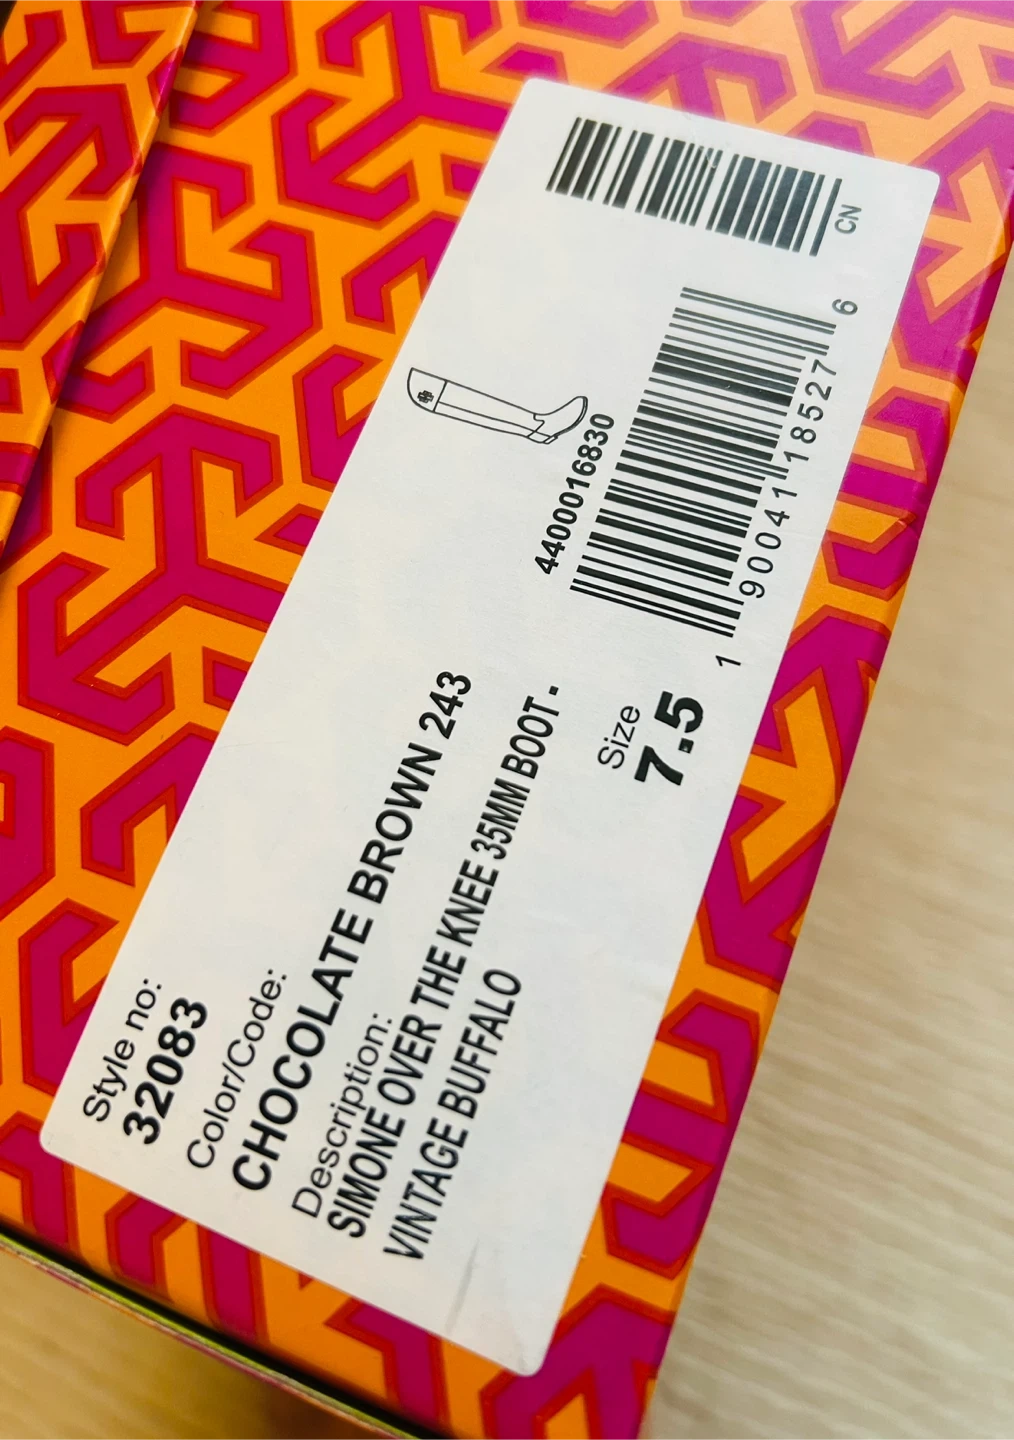 Style no:
32083
Color/Code:
CHOCOLATE BROWN 243
Description:
SIMONE OVER THE KNEE 35MM BOOT.
VINTAGE BUFFALO
Size
7.5
4400016830
1 90041 18527 6
CN